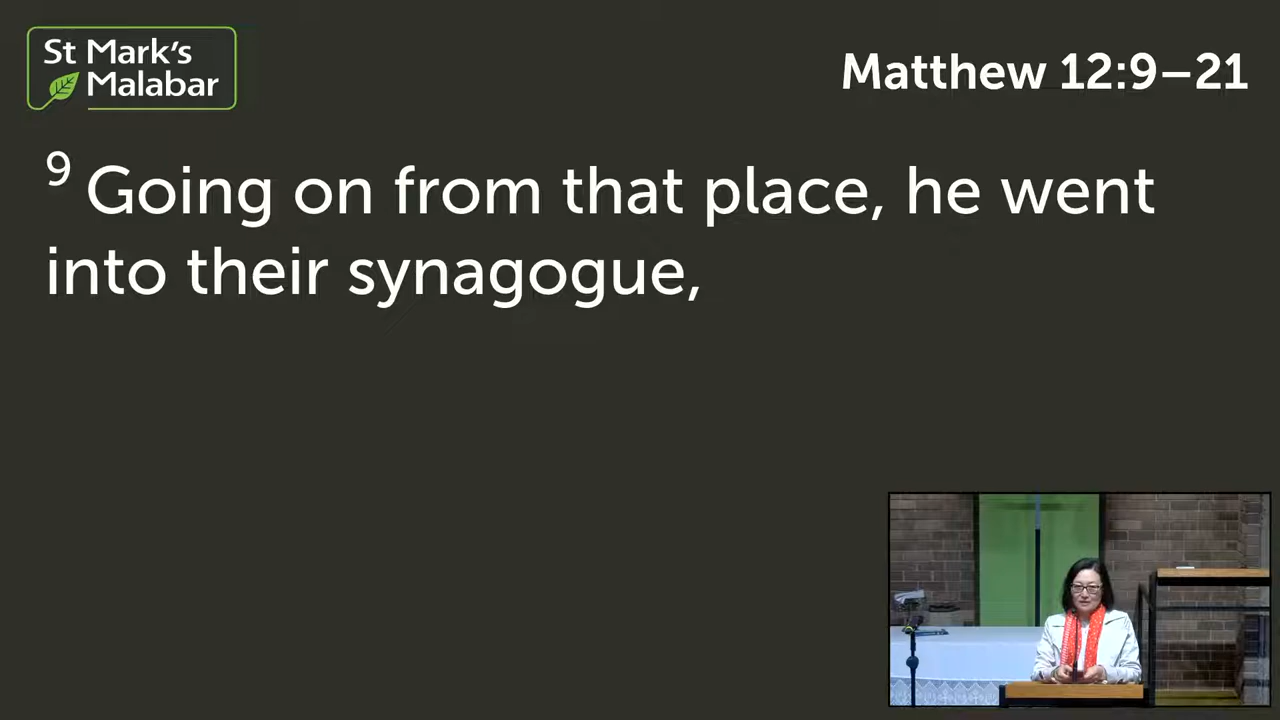 St Mark's
Malabar
Matthew 12:9–21
9 Going on from that place, he went
into their synagogue,